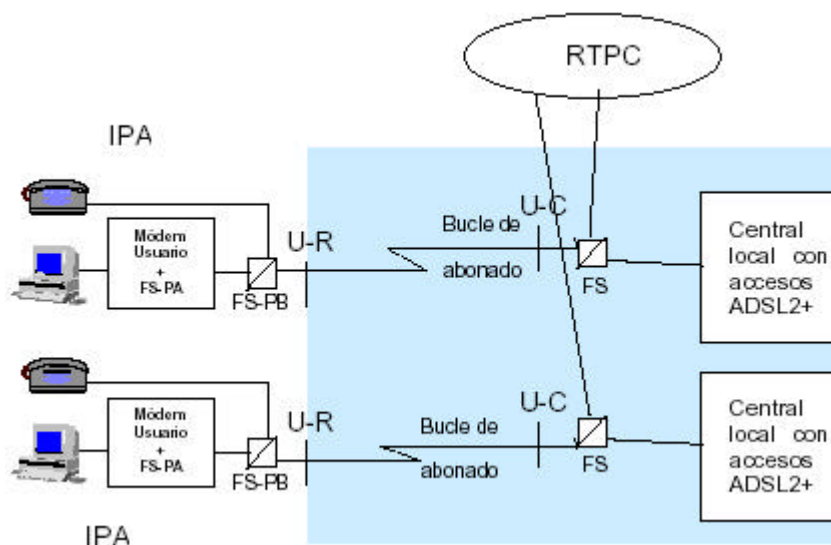 RTPC
IPA
Módem
Usuario
+
FS-PA
FS-PB
U-R
Bucle de
abonado
U-C
FS
Central
local con
accesos
ADSL2+
Módem
Usuario
+
FS-PA
FS-PB
U-R
Bucle de
abonado
U-C
FS
Central
local con
accesos
ADSL2+
IPA